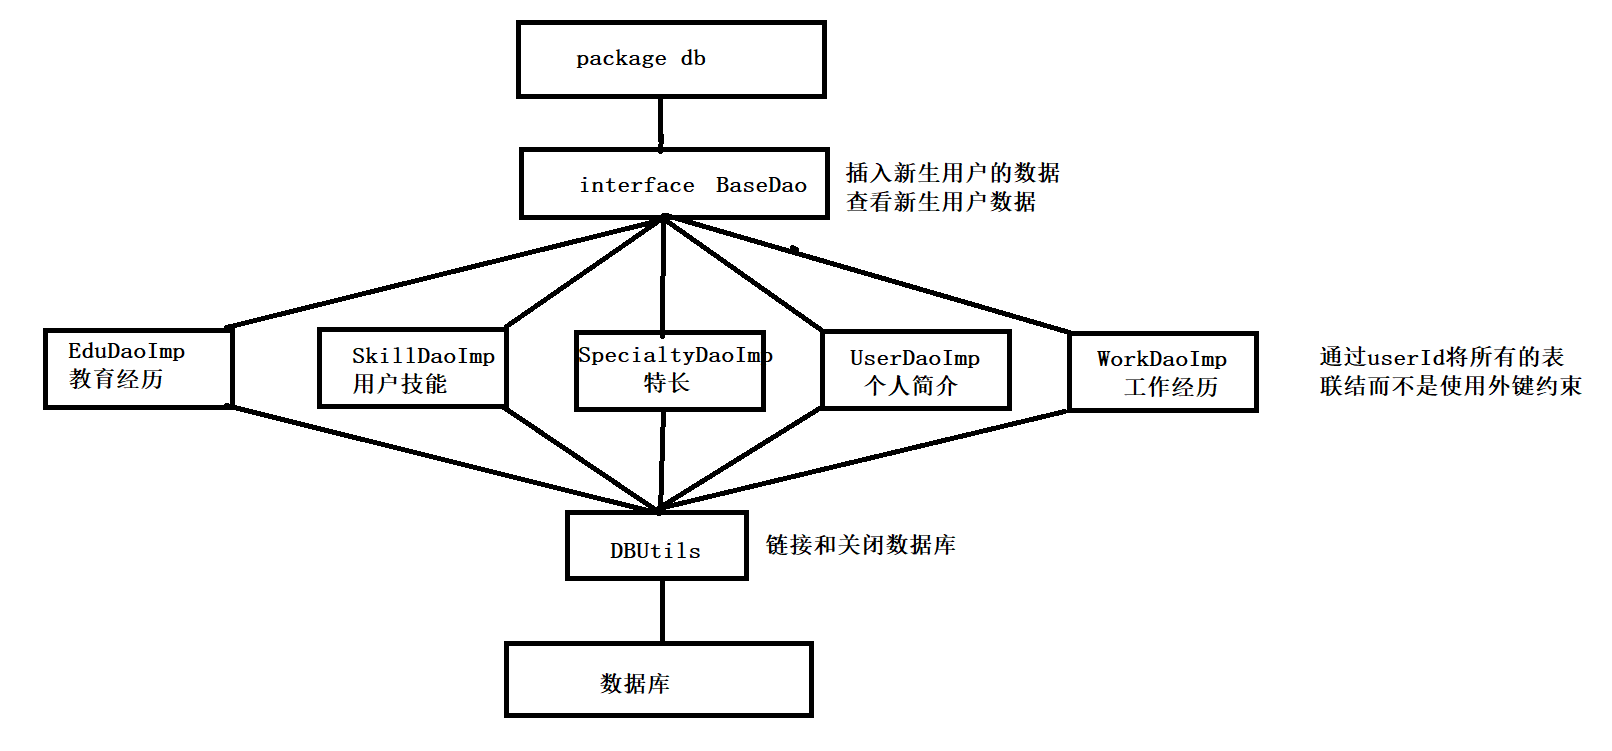 package db
interface BaseDao
插入新生用户的数据
查看新生用户数据
EduDaoImp
教育经历
SkillDaoImp
用户技能
SpecialtyDaoImp
特长
UserDaoImp
个人简介
WorkDaoImp
工作经历
通过userId将所有的表
联结而不是使用外键约束
DBUtils
链接和关闭数据库
数据库